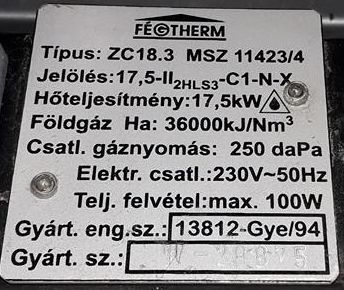 FÉGTHERM
Típus: ZC18.3 MSZ 11423/4
Jelölés:17,5-II2HLS3-C1-N-X
Hőteljesítmény:17,5kW
Földgáz Ha: 36000kJ/Nm³
Csatl. gáznyomás: 250 daPa
Elektr. csatl.:230V~50Hz
Telj. felvétel:max. 100W
Gyárt. eng.sz.: 13812-Gye/94
Gyárt. sz.: